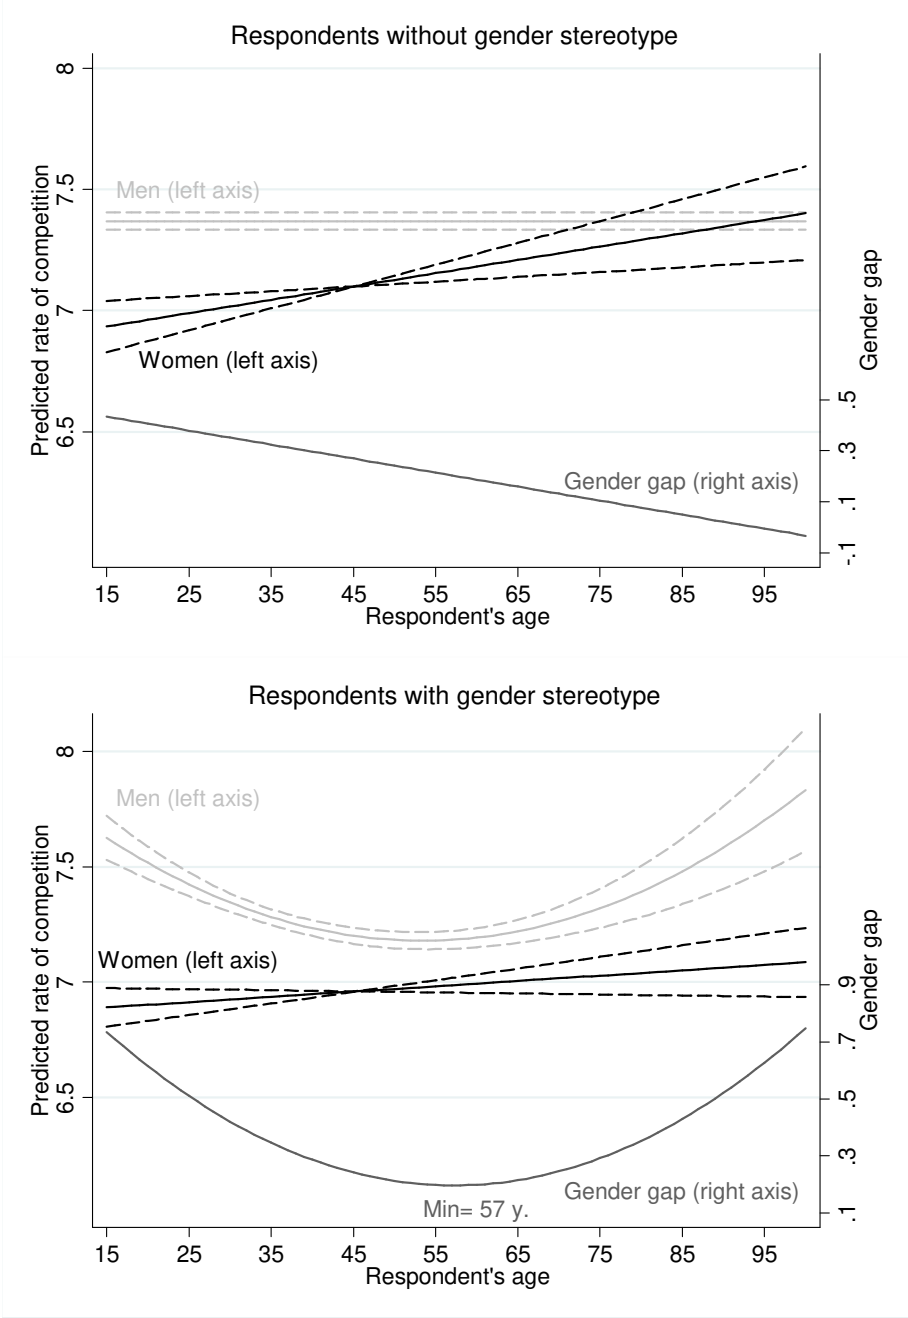 Respondents without gender stereotype
Predicted rate of competition
8
7.5
7
6.5
Men (left axis)
Women (left axis)
Gender gap (right axis)
Gender gap
.5
.3
.1
-.1
15 25 35 45 55 65 75 85 95
Respondent's age
Respondents with gender stereotype
Predicted rate of competition
8
7.5
7
6.5
Men (left axis)
Women (left axis)
Gender gap (right axis)
Min= 57 y.
Gender gap
.9
.7
.5
.3
.1
15 25 35 45 55 65 75 85 95
Respondent's age